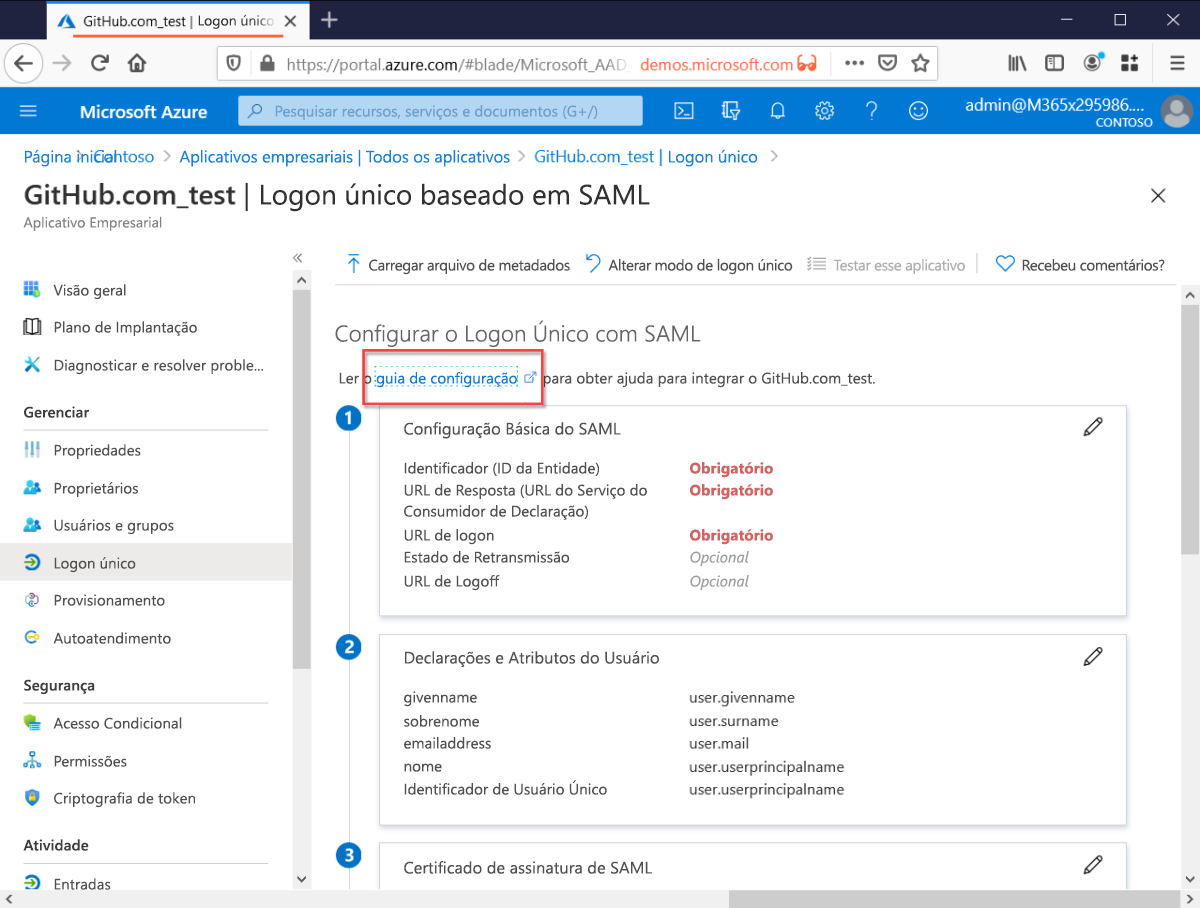 GitHub.com_test | Logon único
https://portal.azure.com/#blade/Microsoft_AAD_ demos.microsoft.com
Microsoft Azure
Pesquisar recursos, serviços e documentos (G+/)
admin@M365x295986....
CONTOSO
Página inicial Contoso > Aplicativos empresariais | Todos os aplicativos > GitHub.com_test | Logon único >
GitHub.com_test | Logon único baseado em SAML
Aplicativo Empresarial
Visão geral
Plano de Implantação
Diagnosticar e resolver proble...
Gerenciar
Propriedades
Proprietários
Usuários e grupos
Logon único
Provisionamento
Autoatendimento
Segurança
Acesso Condicional
Permissões
Criptografia de token
Atividade
Entradas
Carregar arquivo de metadados Alterar modo de logon único Testar esse aplicativo Recebeu comentários?
Configurar o Logon Único com SAML
Ler o guia de configuração para obter ajuda para integrar o GitHub.com_test.
1
Configuração Básica do SAML
Identificador (ID da Entidade) Obrigatório
URL de Resposta (URL do Serviço do Obrigatório
Consumidor de Declaração)
URL de logon Obrigatório
Estado de Retransmissão Opcional
URL de Logoff Opcional
2
Declarações e Atributos do Usuário
givenname user.givenname
sobrenome user.surname
emailaddress user.mail
nome user.userprincipalname
Identificador de Usuário Único user.userprincipalname
3
Certificado de assinatura de SAML